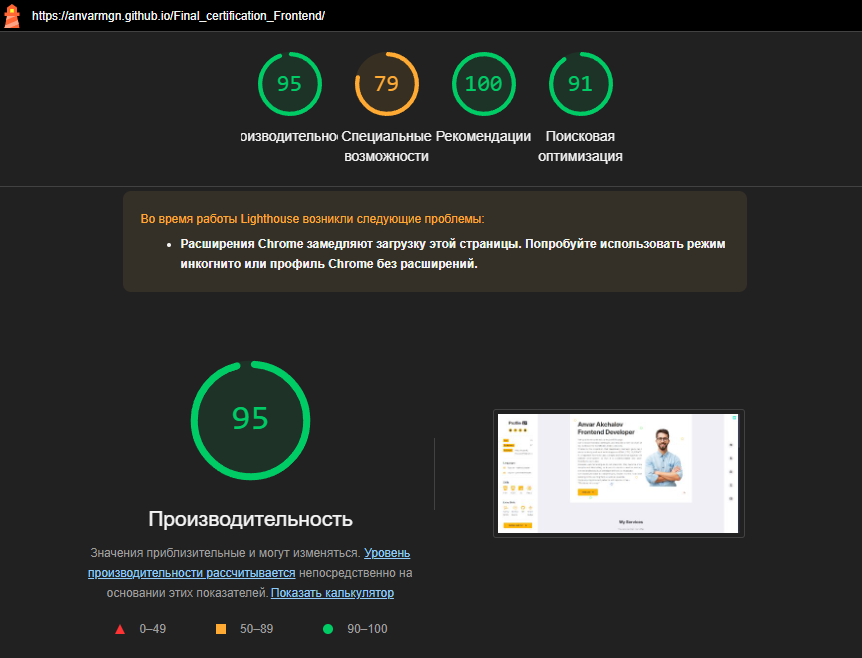 https://anvarmgn.github.io/Final_certification_Frontend/
95
79
100
91
оизводительно
Специальные
возможности
Рекомендации
Поисковая
оптимизация
Во время работы Lighthouse возникли следующие проблемы:
• Расширения Chrome замедляют загрузку этой страницы. Попробуйте использовать режим
инкогнито или профиль Chrome без расширений.
95
Производительность
Значения приблизительные и могут изменяться. Уровень
производительности рассчитывается непосредственно на
основании этих показателей. Показать калькулятор
0–49
50–89
90–100
Anvar Akchalov
Frontend Developer
My Services